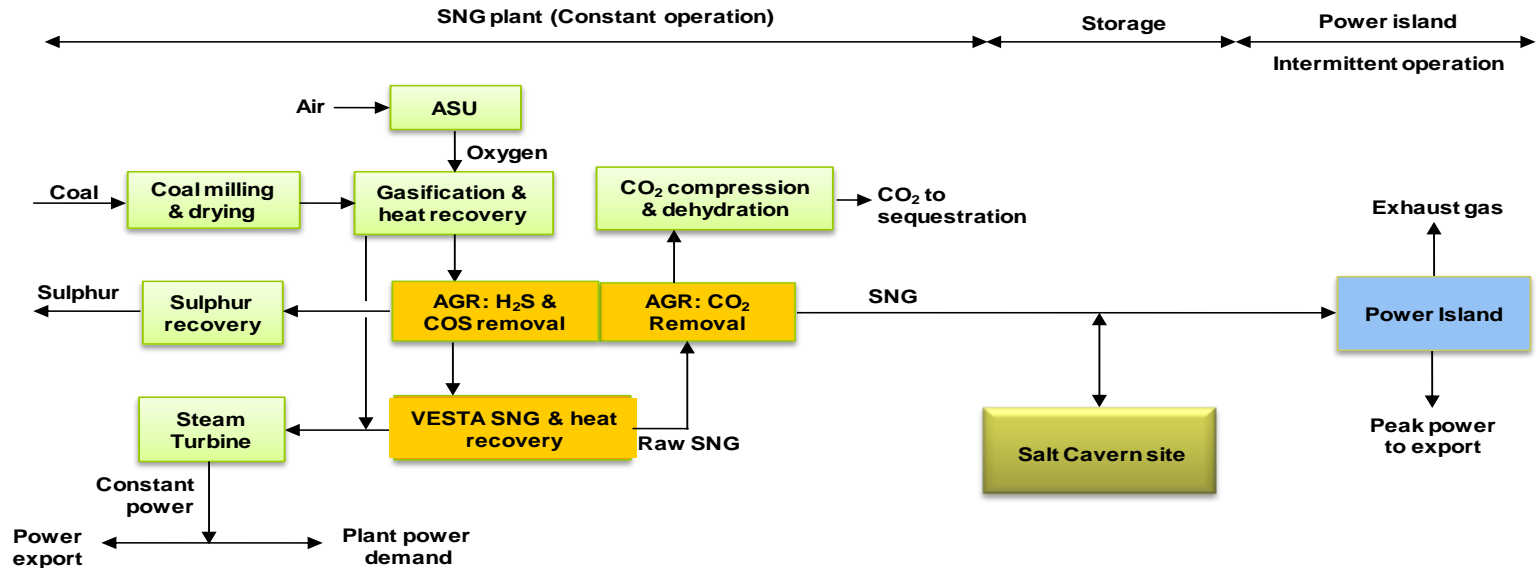 SNG plant (Constant operation)
Storage
Power island
Intermittent operation
Air
ASU
Oxygen
Coal
Coal milling
& drying
Gasification &
heat recovery
CO₂ compression
& dehydration
CO₂ to
sequestration
Exhaust gas
Sulphur
Sulphur
recovery
AGR: H₂S &
COS removal
AGR: CO₂
Removal
SNG
Power Island
Steam
Turbine
VESTA SNG & heat
recovery
Raw SNG
Salt Cavern site
Peak power
to export
Constant
power
Power
export
Plant power
demand